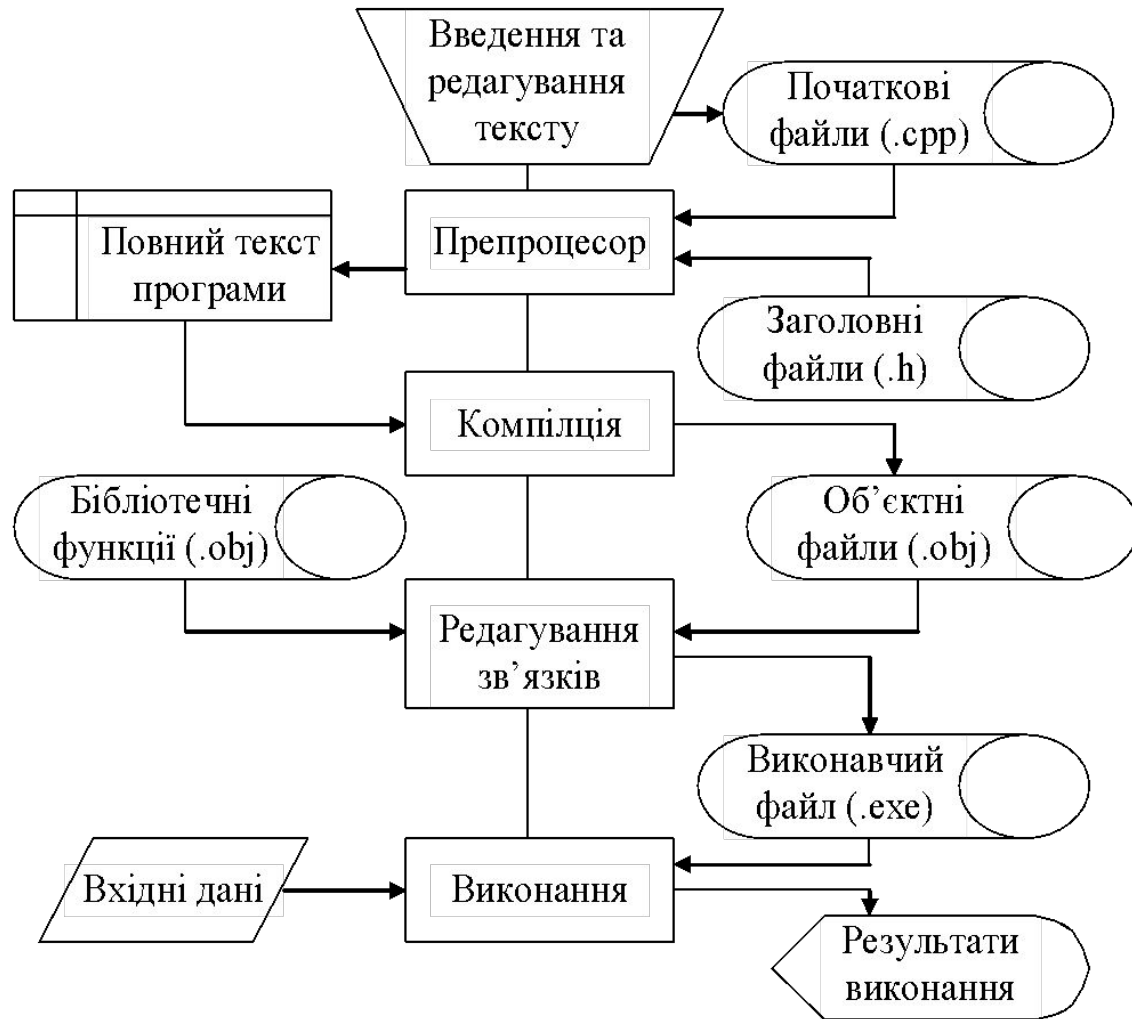 Введення та
редагування
тексту
Початкові
файли (.cpp)
Препроцесор
Повний текст
програми
Заголовні
файли (.h)
Компілція
Бібліотечні
функції (.obj)
Об’єктні
файли (.obj)
Редагування
зв’язків
Виконавчий
файл (.exe)
Вхідні дані
Виконання
Результати
виконання